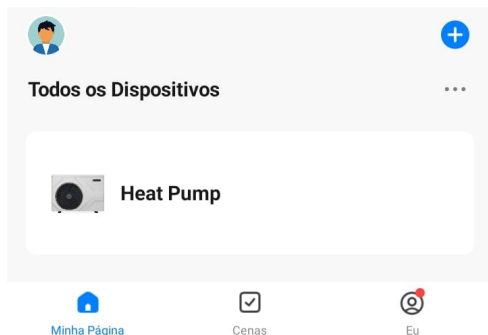 Todos os Dispositivos
Heat Pump
Minha Página
Cenas
Eu